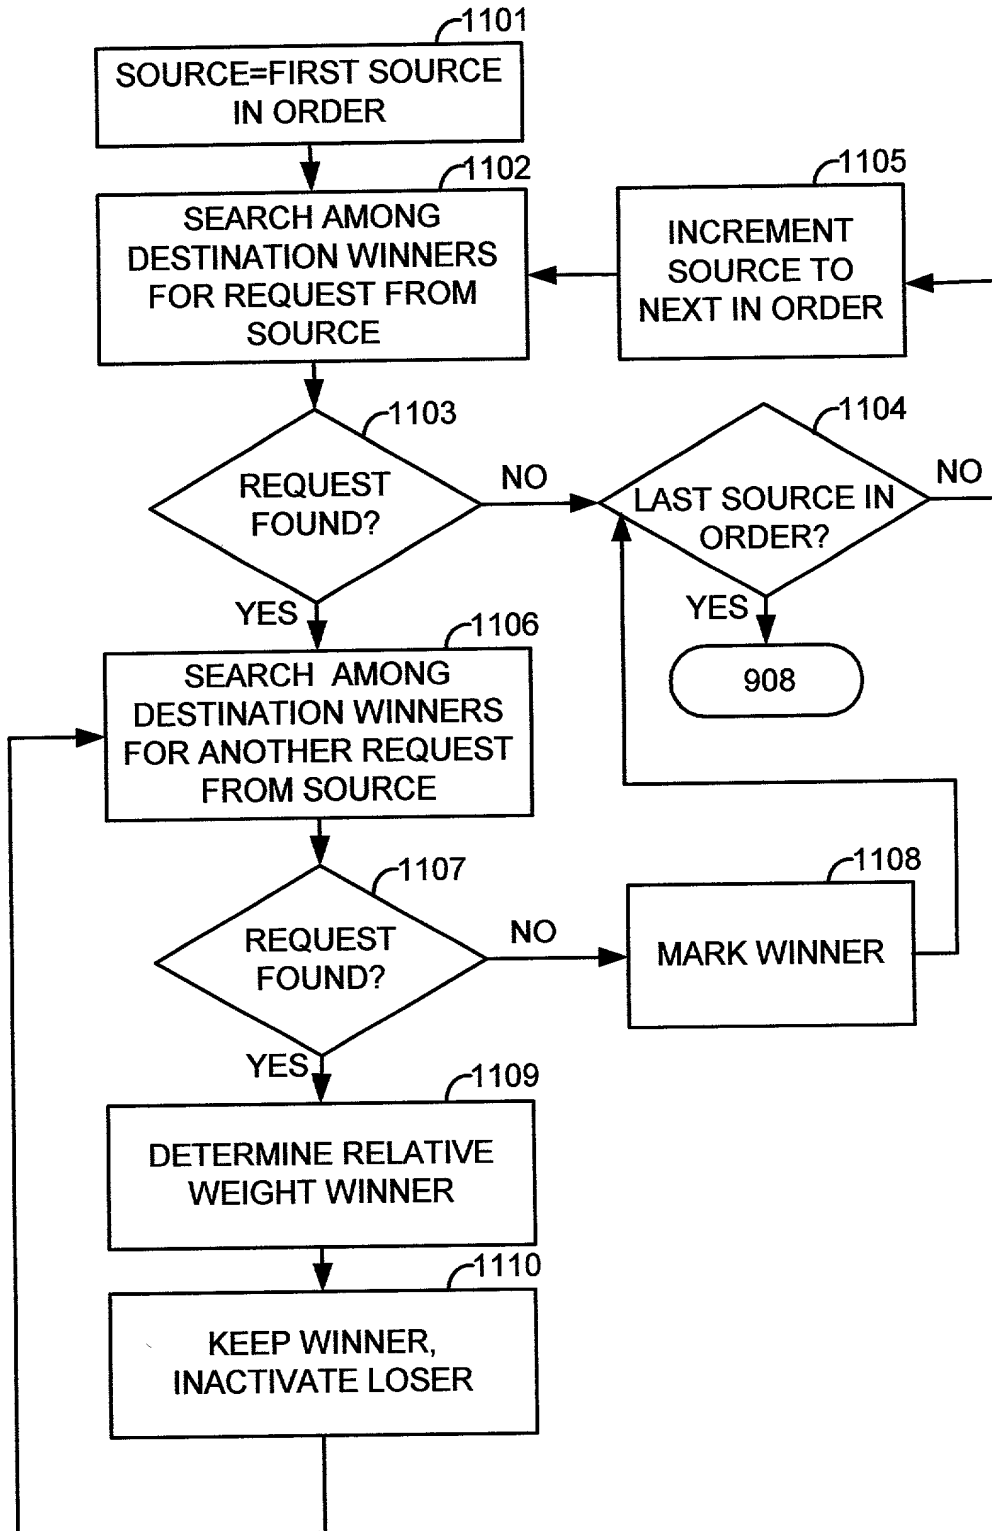 1101
SOURCE=FIRST SOURCE
IN ORDER
1102
SEARCH AMONG
DESTINATION WINNERS
FOR REQUEST FROM
SOURCE
1105
INCREMENT
SOURCE TO
NEXT IN ORDER
1103
REQUEST
FOUND?
NO
YES
1104
LAST SOURCE IN
ORDER?
NO
YES
908
1106
SEARCH AMONG
DESTINATION WINNERS
FOR ANOTHER REQUEST
FROM SOURCE
1107
REQUEST
FOUND?
NO
YES
1108
MARK WINNER
1109
DETERMINE RELATIVE
WEIGHT WINNER
1110
KEEP WINNER,
INACTIVATE LOSER